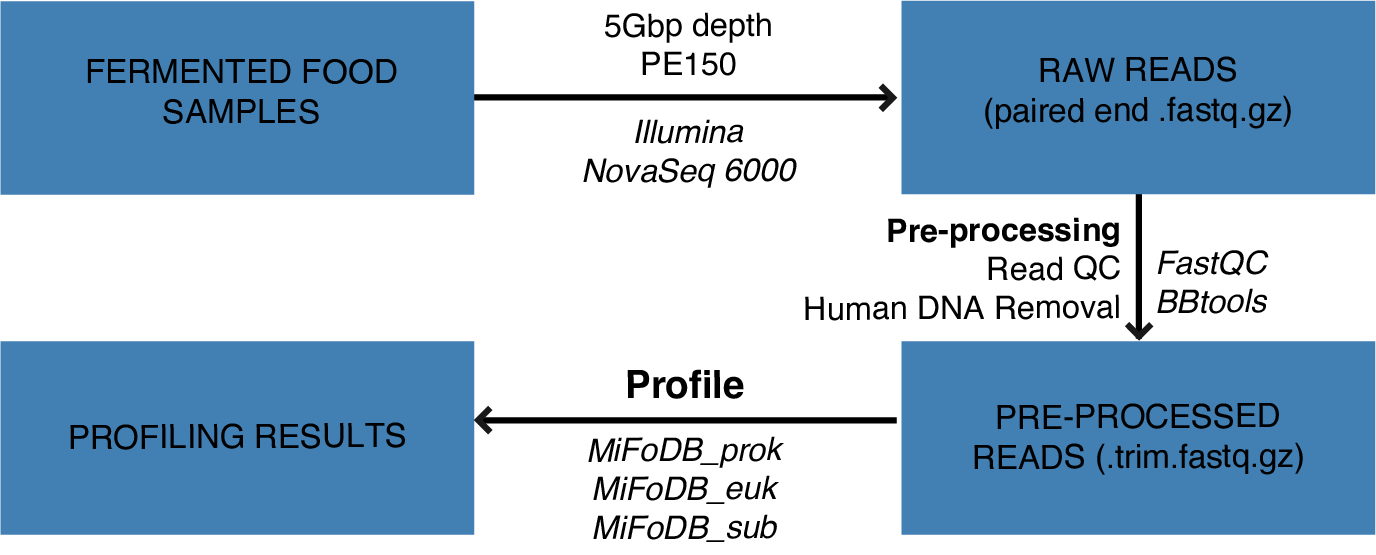 FERMENTED FOOD
SAMPLES
5Gbp depth
PE150
Illumina
NovaSeq 6000
RAW READS
(paired end .fastq.gz)
Pre-processing
Read QC
Human DNA Removal
FastQC
BBtools
PRE-PROCESSED
READS (.trim.fastq.gz)
Profile
MiFoDB_prok
MiFoDB_euk
MiFoDB_sub
PROFILING RESULTS